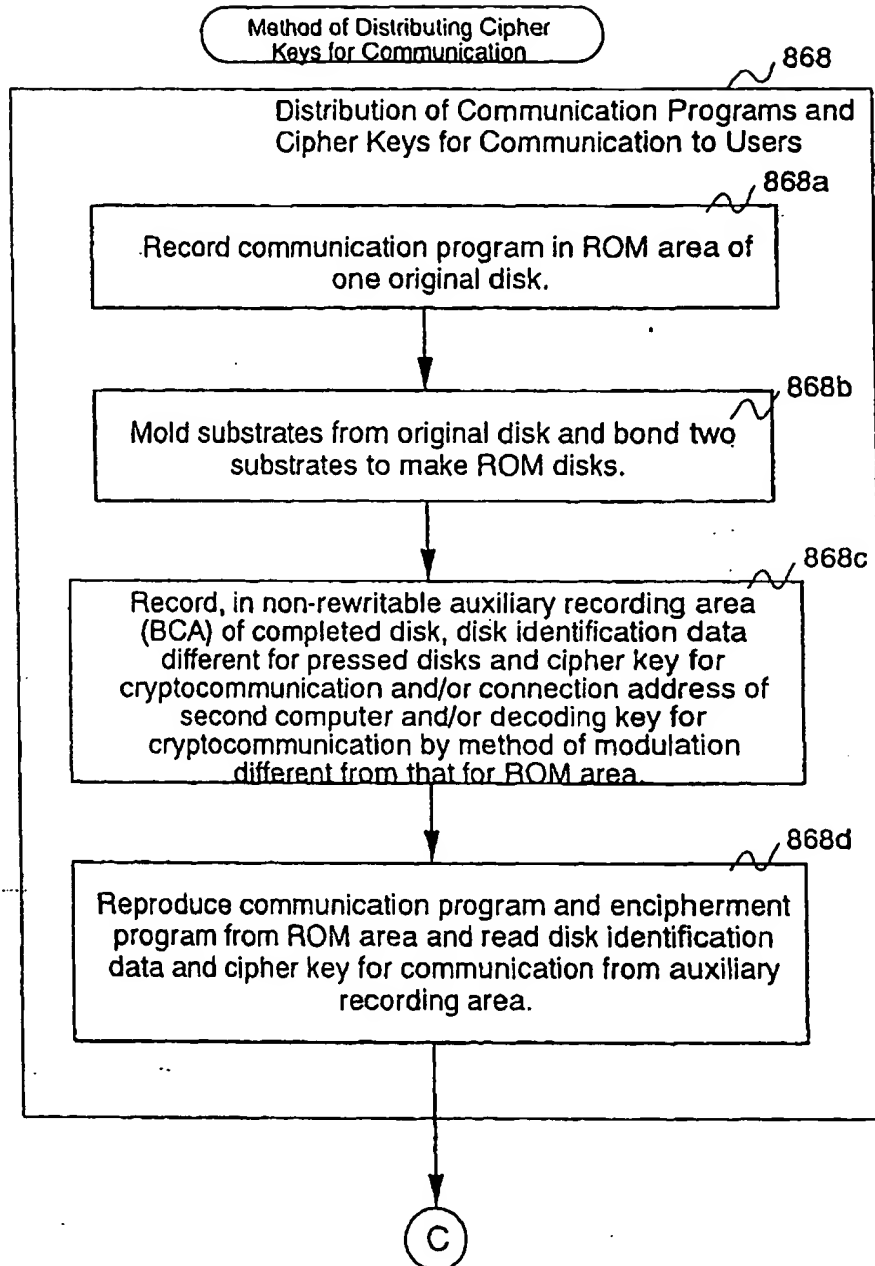 Method of Distributing Cipher
Keys for Communication
868
Distribution of Communication Programs and
Cipher Keys for Communication to Users
868a
Record communication program in ROM area of
one original disk.
868b
Mold substrates from original disk and bond two
substrates to make ROM disks.
868c
Record, in non-rewritable auxiliary recording area
(BCA) of completed disk, disk identification data
different for pressed disks and cipher key for
cryptocommunication and/or connection address of
second computer and/or decoding key for
cryptocommunication by method of modulation
different from that for ROM area.
868d
Reproduce communication program and encipherment
program from ROM area and read disk identification
data and cipher key for communication from auxiliary
recording area.
C